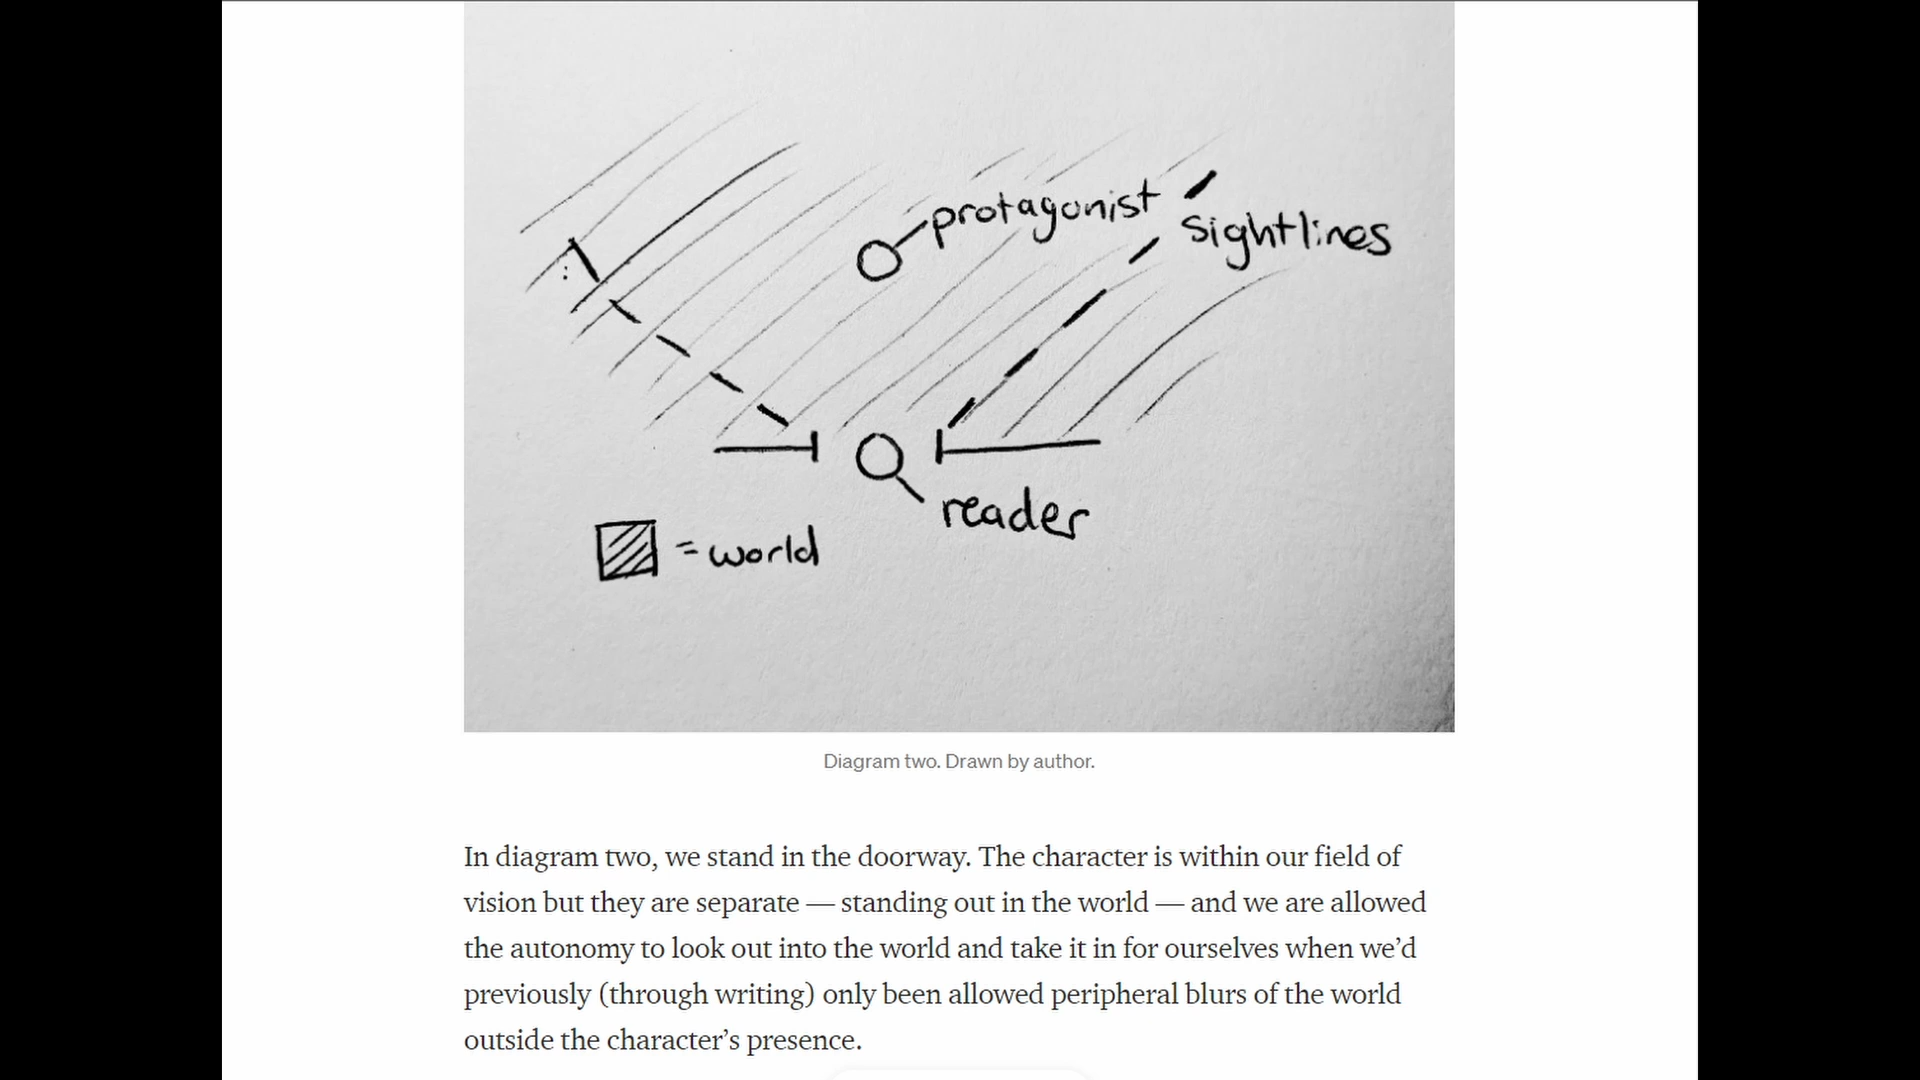 protagonist
sightlines
reader
= world
Diagram two. Drawn by author.
In diagram two, we stand in the doorway. The character is within our field of
vision but they are separate — standing out in the world — and we are allowed
the autonomy to look out into the world and take it in for ourselves when we’d
previously (through writing) only been allowed peripheral blurs of the world
outside the character’s presence.